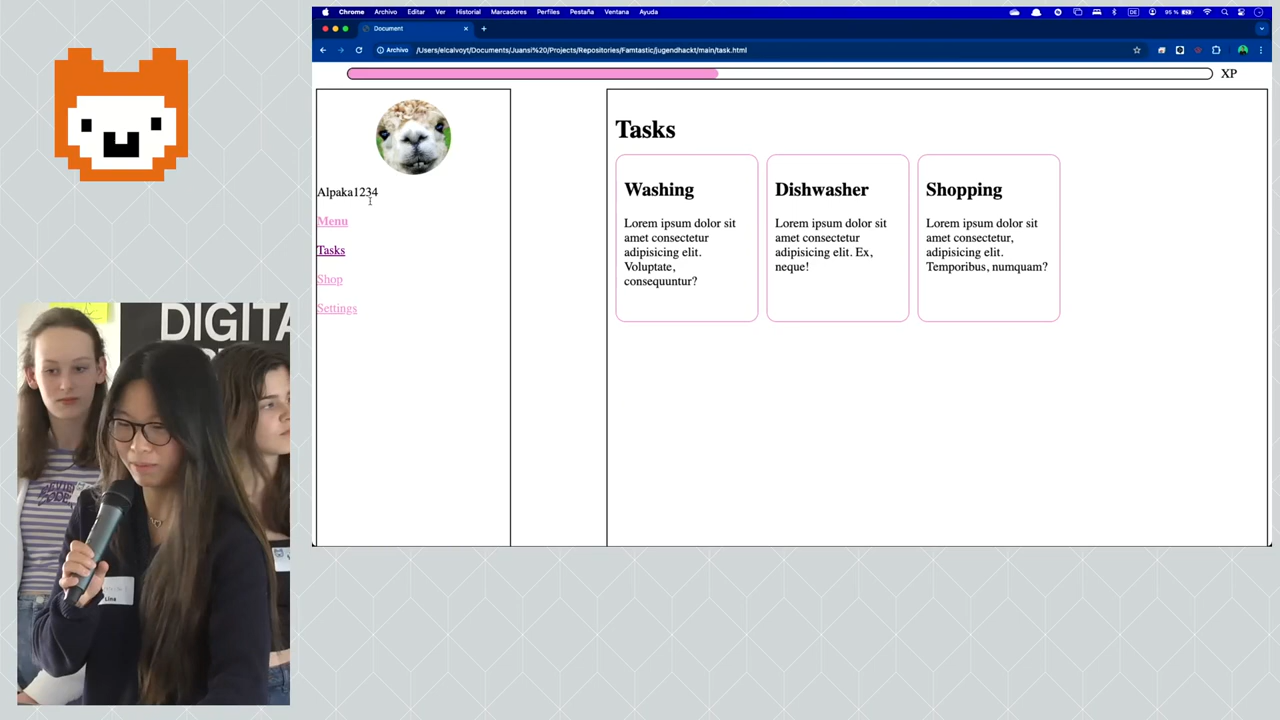 Chrome Archivo Editar Ver Historial Marcadores Perfiles Pestaña Ventana Ayuda
DE 95 %
Document
Archivo /Users/elcalvoyt/Documents/Juansi%20/Projects/Repositories/Famtastic/jugendhackt/main/task.html
XP
Alpaka1234
Menu
Tasks
Shop
Settings
Tasks
Washing
Lorem ipsum dolor sit
amet consectetur
adipisicing elit.
Voluptate,
consequuntur?
Dishwasher
Lorem ipsum dolor sit
amet consectetur
adipisicing elit. Ex,
neque!
Shopping
Lorem ipsum dolor sit
amet consectetur,
adipisicing elit.
Temporibus, numquam?
DIGITA
Lina